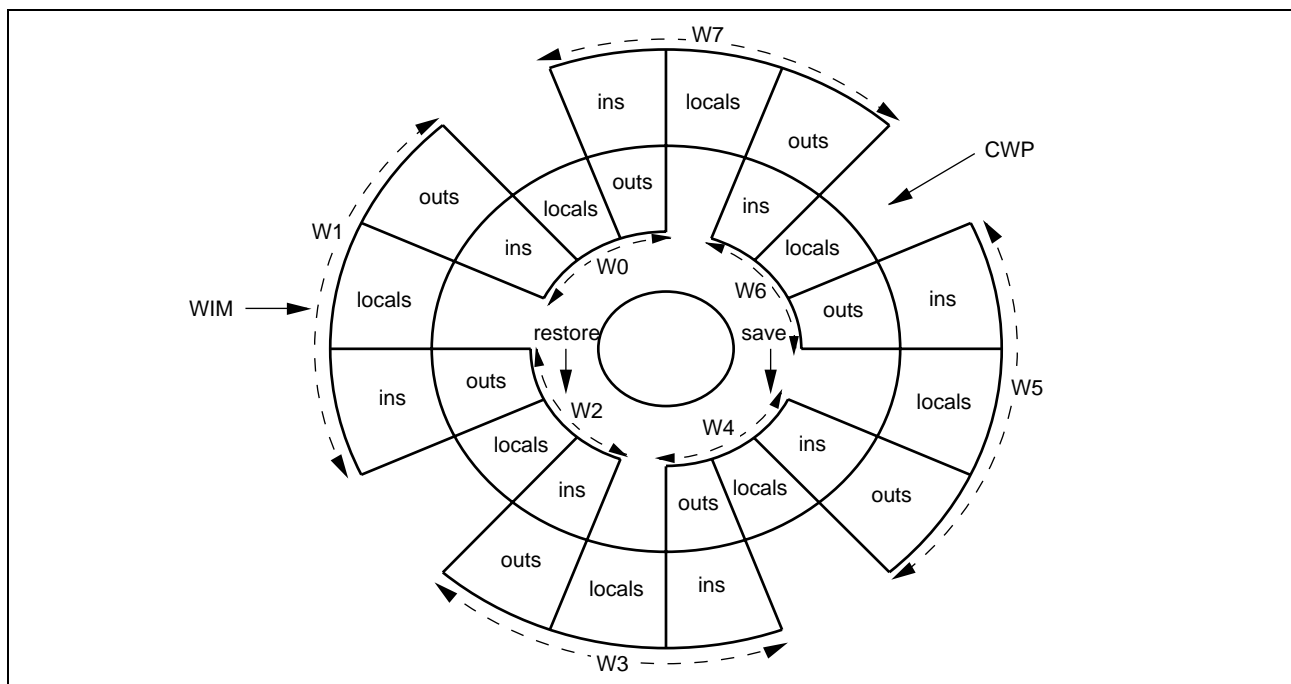 W7
ins
locals
outs
CWP
outs
locals
outs
ins
W1
ins
W0
locals
W6
outs
ins
WIM
locals
restore
save
ins
outs
W2
W4
locals
W5
locals
ins
ins
locals
outs
outs
outs
locals
ins
W3